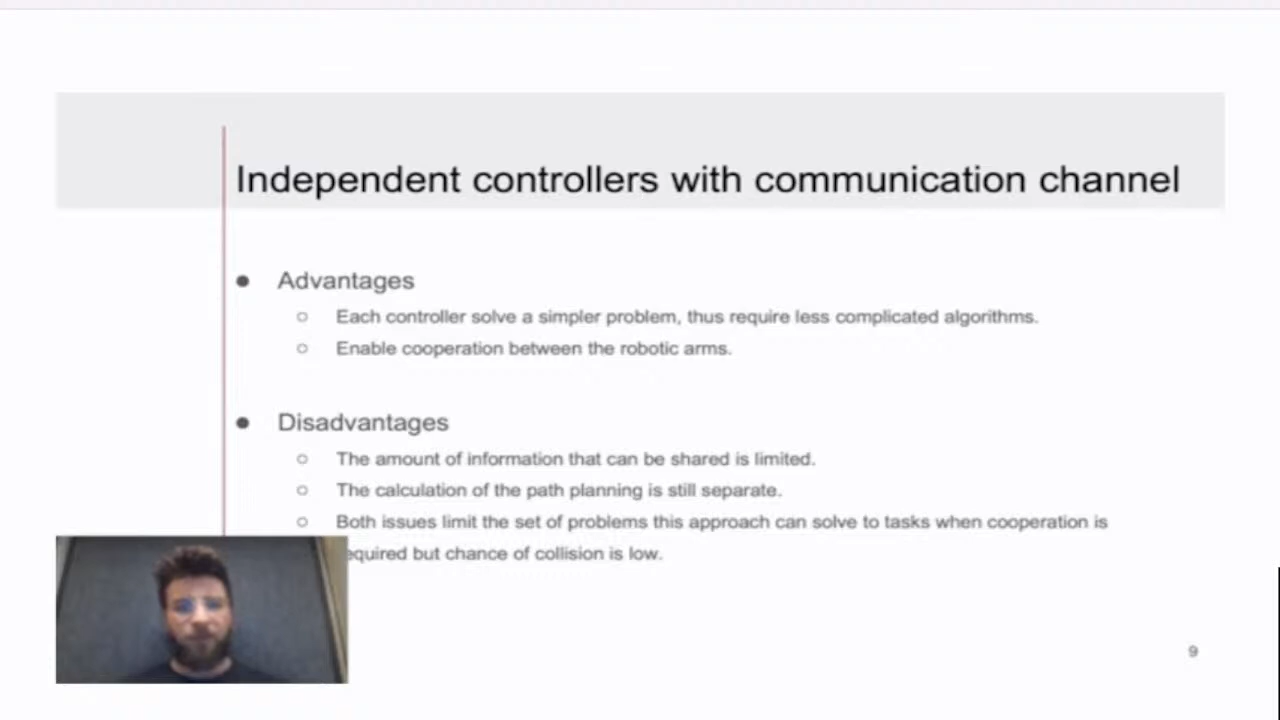 Independent controllers with communication channel
Advantages
Each controller solve a simpler problem, thus require less complicated algorithms.
Enable cooperation between the robotic arms.
Disadvantages
The amount of information that can be shared is limited.
The calculation of the path planning is still separate.
Both issues limit the set of problems this approach can solve to tasks when cooperation is
equired but chance of collision is low.
9